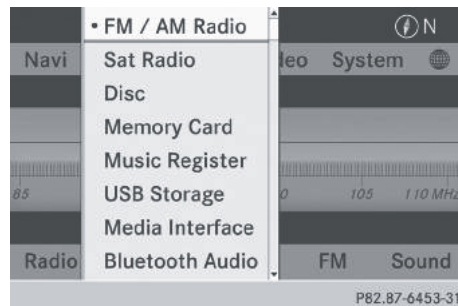 • FM / AM Radio
N
Navi
Sat Radio
deo
System
Disc
Memory Card
Music Register
85
USB Storage
0
105
110 MHz
Media Interface
Radio
Bluetooth Audio
FM
Sound
P82.87-6453-31